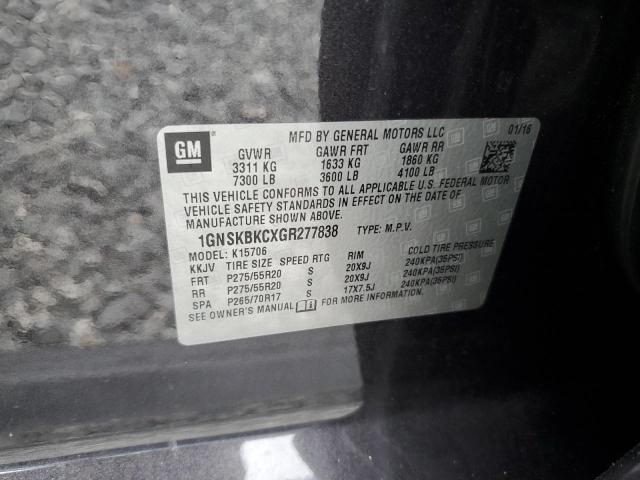 GM
MFD BY GENERAL MOTORS LLC 01/16
GVWR GAWR FRT GAWR RR
3311 KG 1633 KG 1860 KG
7300 LB 3600 LB 4100 LB
THIS VEHICLE CONFORMS TO ALL APPLICABLE U.S. FEDERAL MOTOR
VEHICLE SAFETY STANDARDS IN EFFECT ON THE DATE OF
MANUFACTURE SHOWN ABOVE.
1GNSKBKCXGR277838 TYPE: M.P.V.
MODEL: K15706
KKJV TIRE SIZE SPEED RTG RIM COLD TIRE PRESSURE
FRT P275/55R20 S 20X9J 240KPA(35PSI)
RR P275/55R20 S 20X9J 240KPA(35PSI)
SPA P265/70R17 S 17X7.5J 240KPA(35PSI)
SEE OWNER'S MANUAL FOR MORE INFORMATION.